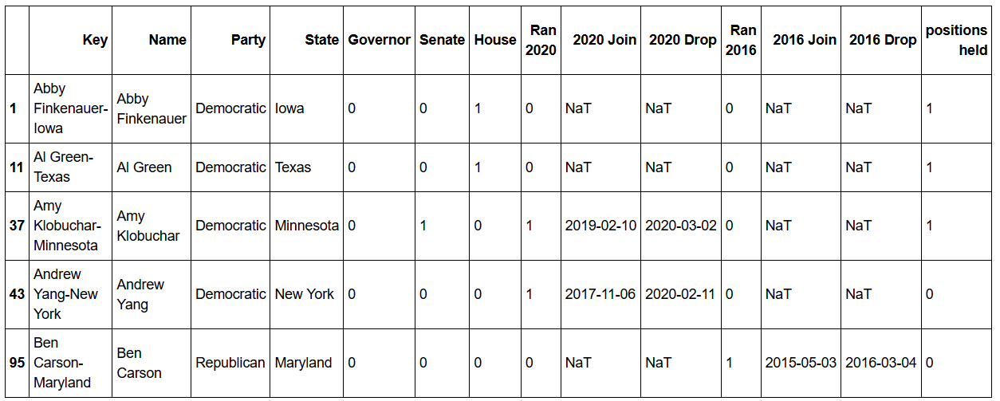 Key Name Party State Governor Senate House Ran 2020 2020 Join 2020 Drop Ran 2016 2016 Join 2016 Drop positions held
1 Abby Finkenauer-Iowa Abby Finkenauer Democratic Iowa 0 0 1 0 NaT NaT 0 NaT NaT 1
11 Al Green-Texas Al Green Democratic Texas 0 0 1 0 NaT NaT 0 NaT NaT 1
37 Amy Klobuchar-Minnesota Amy Klobuchar Democratic Minnesota 0 1 0 1 2019-02-10 2020-03-02 0 NaT NaT 1
43 Andrew Yang-New York Andrew Yang Democratic New York 0 0 0 1 2017-11-06 2020-02-11 0 NaT NaT 0
95 Ben Carson-Maryland Ben Carson Republican Maryland 0 0 0 0 NaT NaT 1 2015-05-03 2016-03-04 0